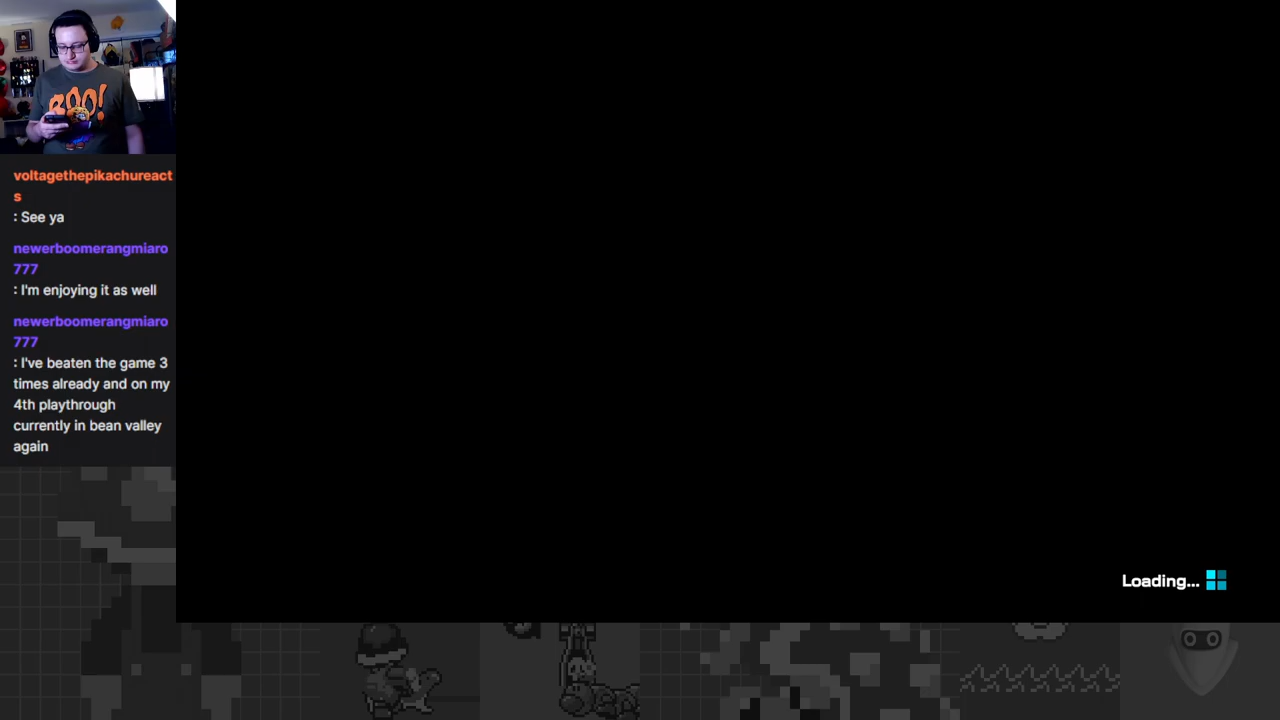 BOO!
voltagethepikachureact
s
: See ya
newerboomerangmiaro
777
: I'm enjoying it as well
newerboomerangmiaro
777
: I've beaten the game 3
times already and on my
4th playthrough
currently in bean valley
again
Loading...